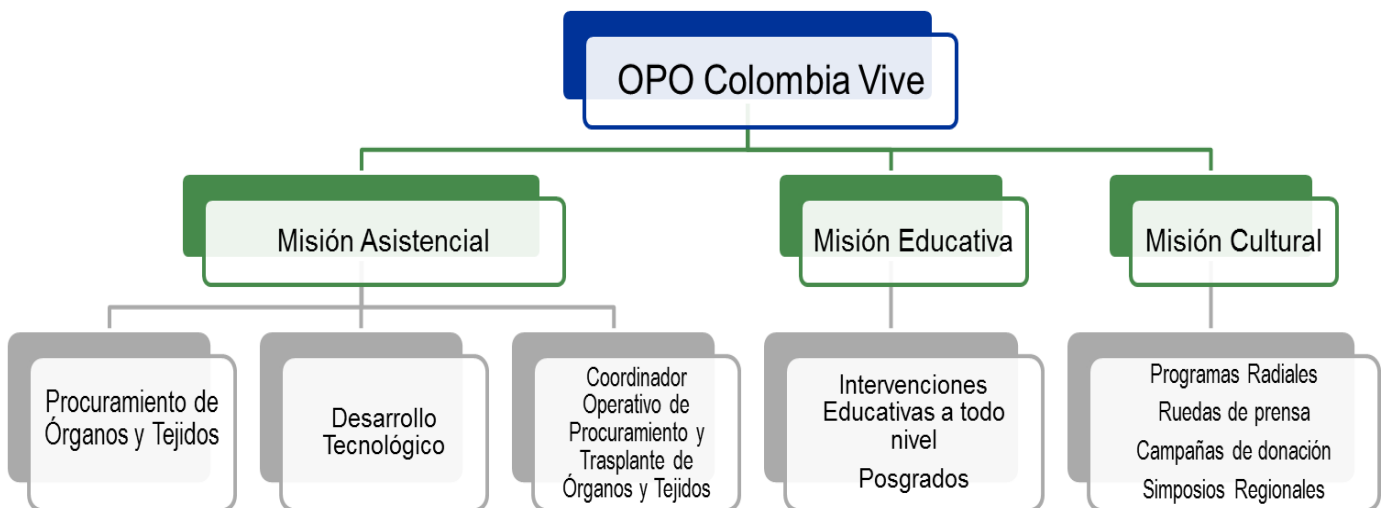 OPO Colombia Vive
Misión Asistencial
Misión Educativa
Misión Cultural
Procuramiento de
Órganos y Tejidos
Desarrollo
Tecnológico
Coordinador
Operativo de
Procuramiento y
Trasplante de
Órganos y Tejidos
Intervenciones
Educativas a todo
nivel
Posgrados
Programas Radiales
Ruedas de prensa
Campañas de donación
Simposios Regionales